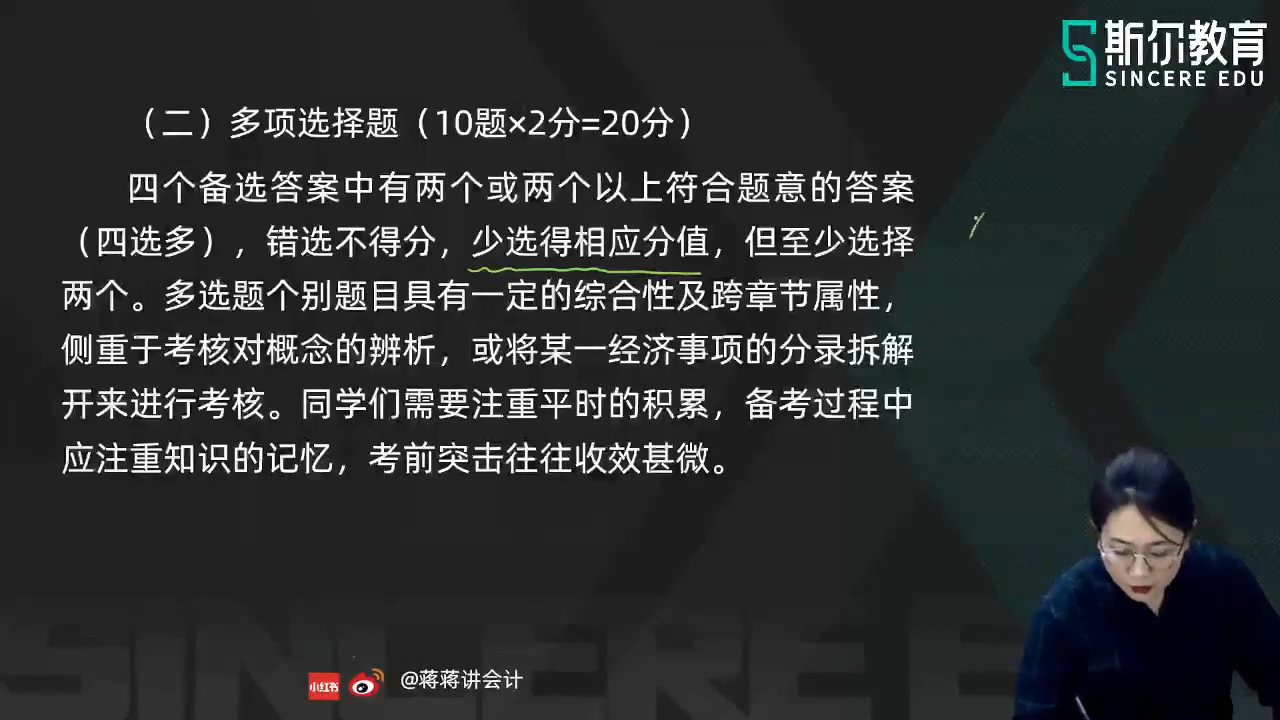 斯尔教育
SINCERE EDU
（二）多项选择题（10题×2分=20分）
四个备选答案中有两个或两个以上符合题意的答案
（四选多），错选不得分，少选得相应分值，但至少选择
两个。多选题个别题目具有一定的综合性及跨章节属性，
侧重于考核对概念的辨析，或将某一经济事项的分录拆解
开来进行考核。同学们需要注重平时的积累，备考过程中
应注重知识的记忆，考前突击往往收效甚微。
SINCERE E
小红书 @蒋蒋讲会计